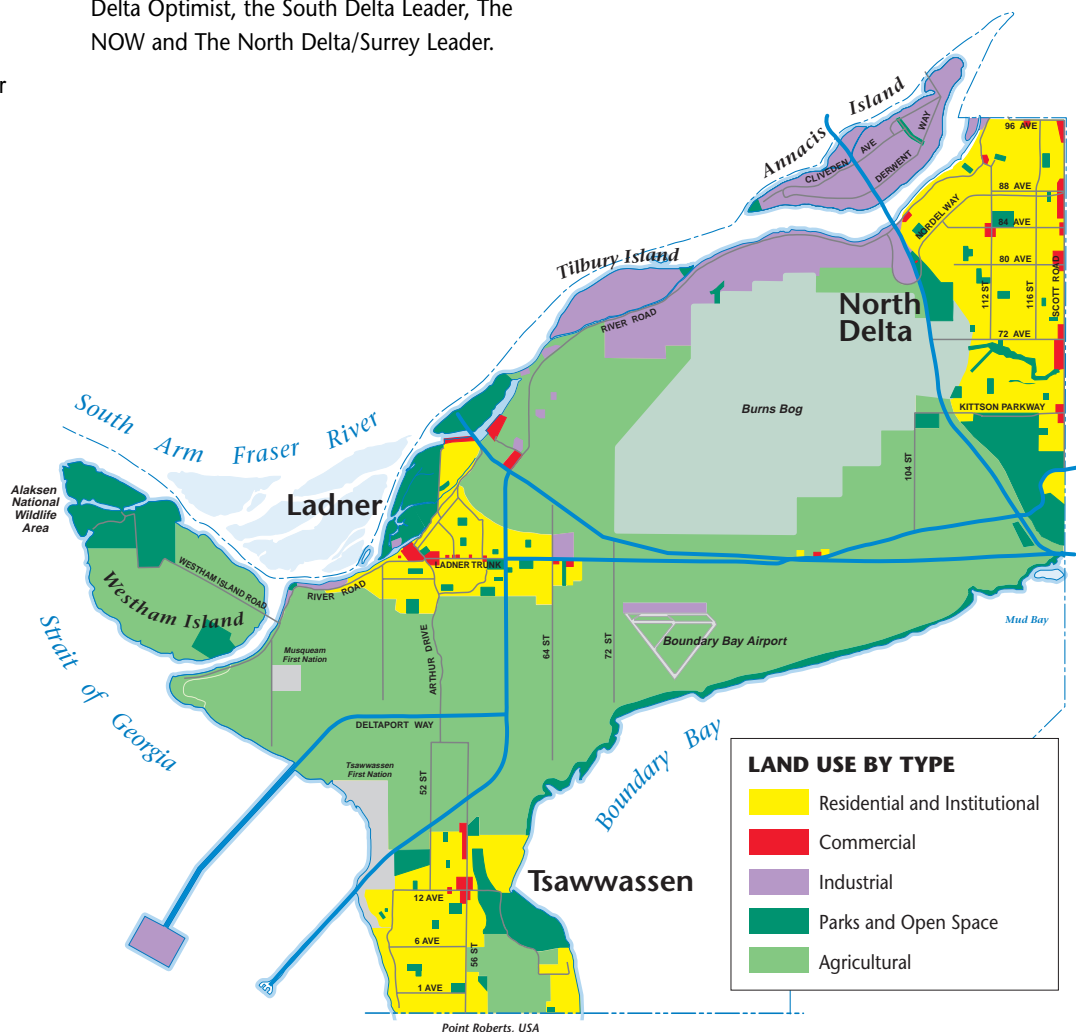 Delta Optimist, the South Delta Leader, The
NOW and The North Delta/Surrey Leader.
r
Annacis Island
CLIVEDEN AVE
DERWENT WAY
96 AVE
88 AVE
NORDEL WAY
84 AVE
80 AVE
Tilbury Island
112 ST
116 ST
SCOTT ROAD
RIVER ROAD
North
Delta
72 AVE
KITTSON PARKWAY
Burns Bog
South Arm Fraser River
104 ST
Alaksen
National
Wildlife
Area
Ladner
LADNER TRUNK
WESTHAM ISLAND ROAD
Westham Island
RIVER ROAD
Mud Bay
Strait of Georgia
Musqueam
First Nation
ARTHUR DRIVE
64 ST
72 ST
Boundary Bay Airport
DELTAPORT WAY
Boundary Bay
Tsawwassen
First Nation
52 ST
LAND USE BY TYPE
Residential and Institutional
Commercial
Industrial
Parks and Open Space
Agricultural
Tsawwassen
12 AVE
6 AVE
56 ST
1 AVE
Point Roberts, USA